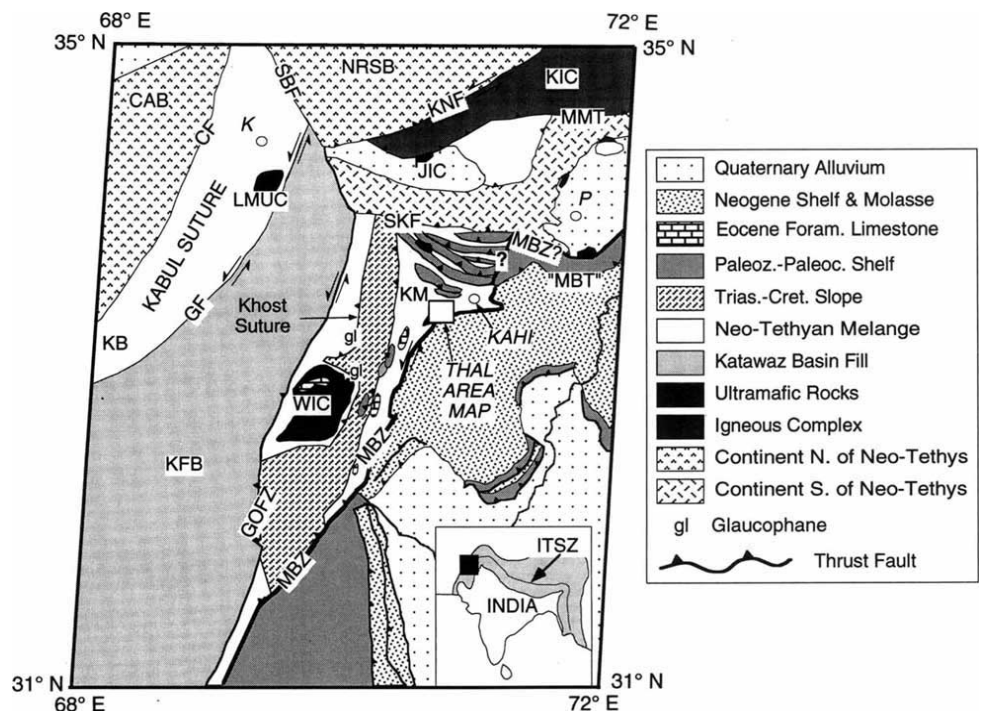 68° E
72° E
35° N
35° N
NRSB
KIC
CAB
SBF
KNF
MMT
CF
K
JIC
LMUC
P
KABUL SUTURE
SKF
MBZ?
?
"MBT"
GF
Khost
Suture
KM
KAHI
KB
gl
gl
THAL
AREA
MAP
WIC
MBZ
KFB
GOFZ
MBZ
ITSZ
INDIA
31° N
31° N
68° E
72° E
Quaternary Alluvium
Neogene Shelf & Molasse
Eocene Foram. Limestone
Paleoz.-Paleoc. Shelf
Trias.-Cret. Slope
Neo-Tethyan Melange
Katawaz Basin Fill
Ultramafic Rocks
Igneous Complex
Continent N. of Neo-Tethys
Continent S. of Neo-Tethys
gl Glaucophane
Thrust Fault